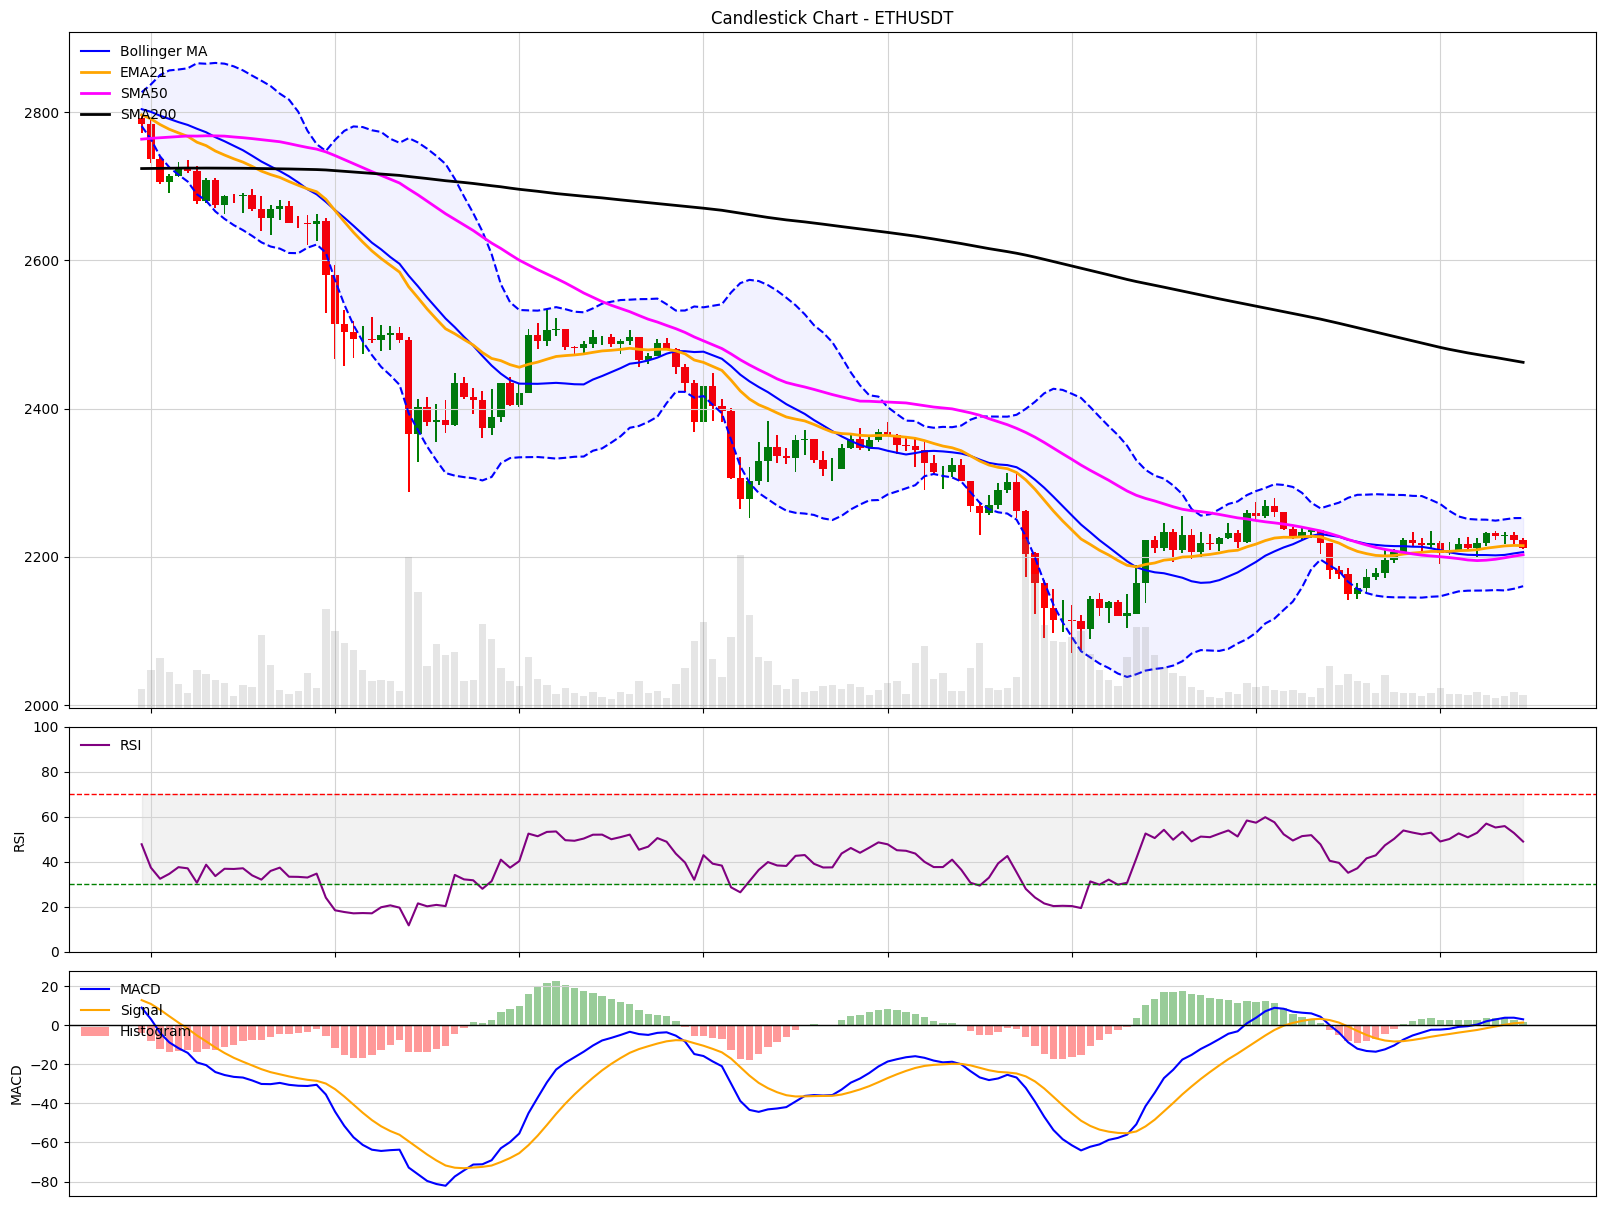 Candlestick Chart - ETHUSDT
Bollinger MA
EMA21
SMA50
SMA200
2800
2600
2400
2200
2000
100
80
60
40
20
0
RSI
RSI
20
0
−20
−40
−60
−80
MACD
MACD
Signal
Histogram